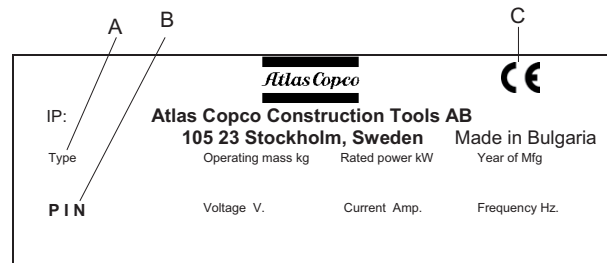 A B C
Atlas Copco CE
IP: Atlas Copco Construction Tools AB
105 23 Stockholm, Sweden Made in Bulgaria
Type Operating mass kg Rated power kW Year of Mfg
PIN Voltage V. Current Amp. Frequency Hz.